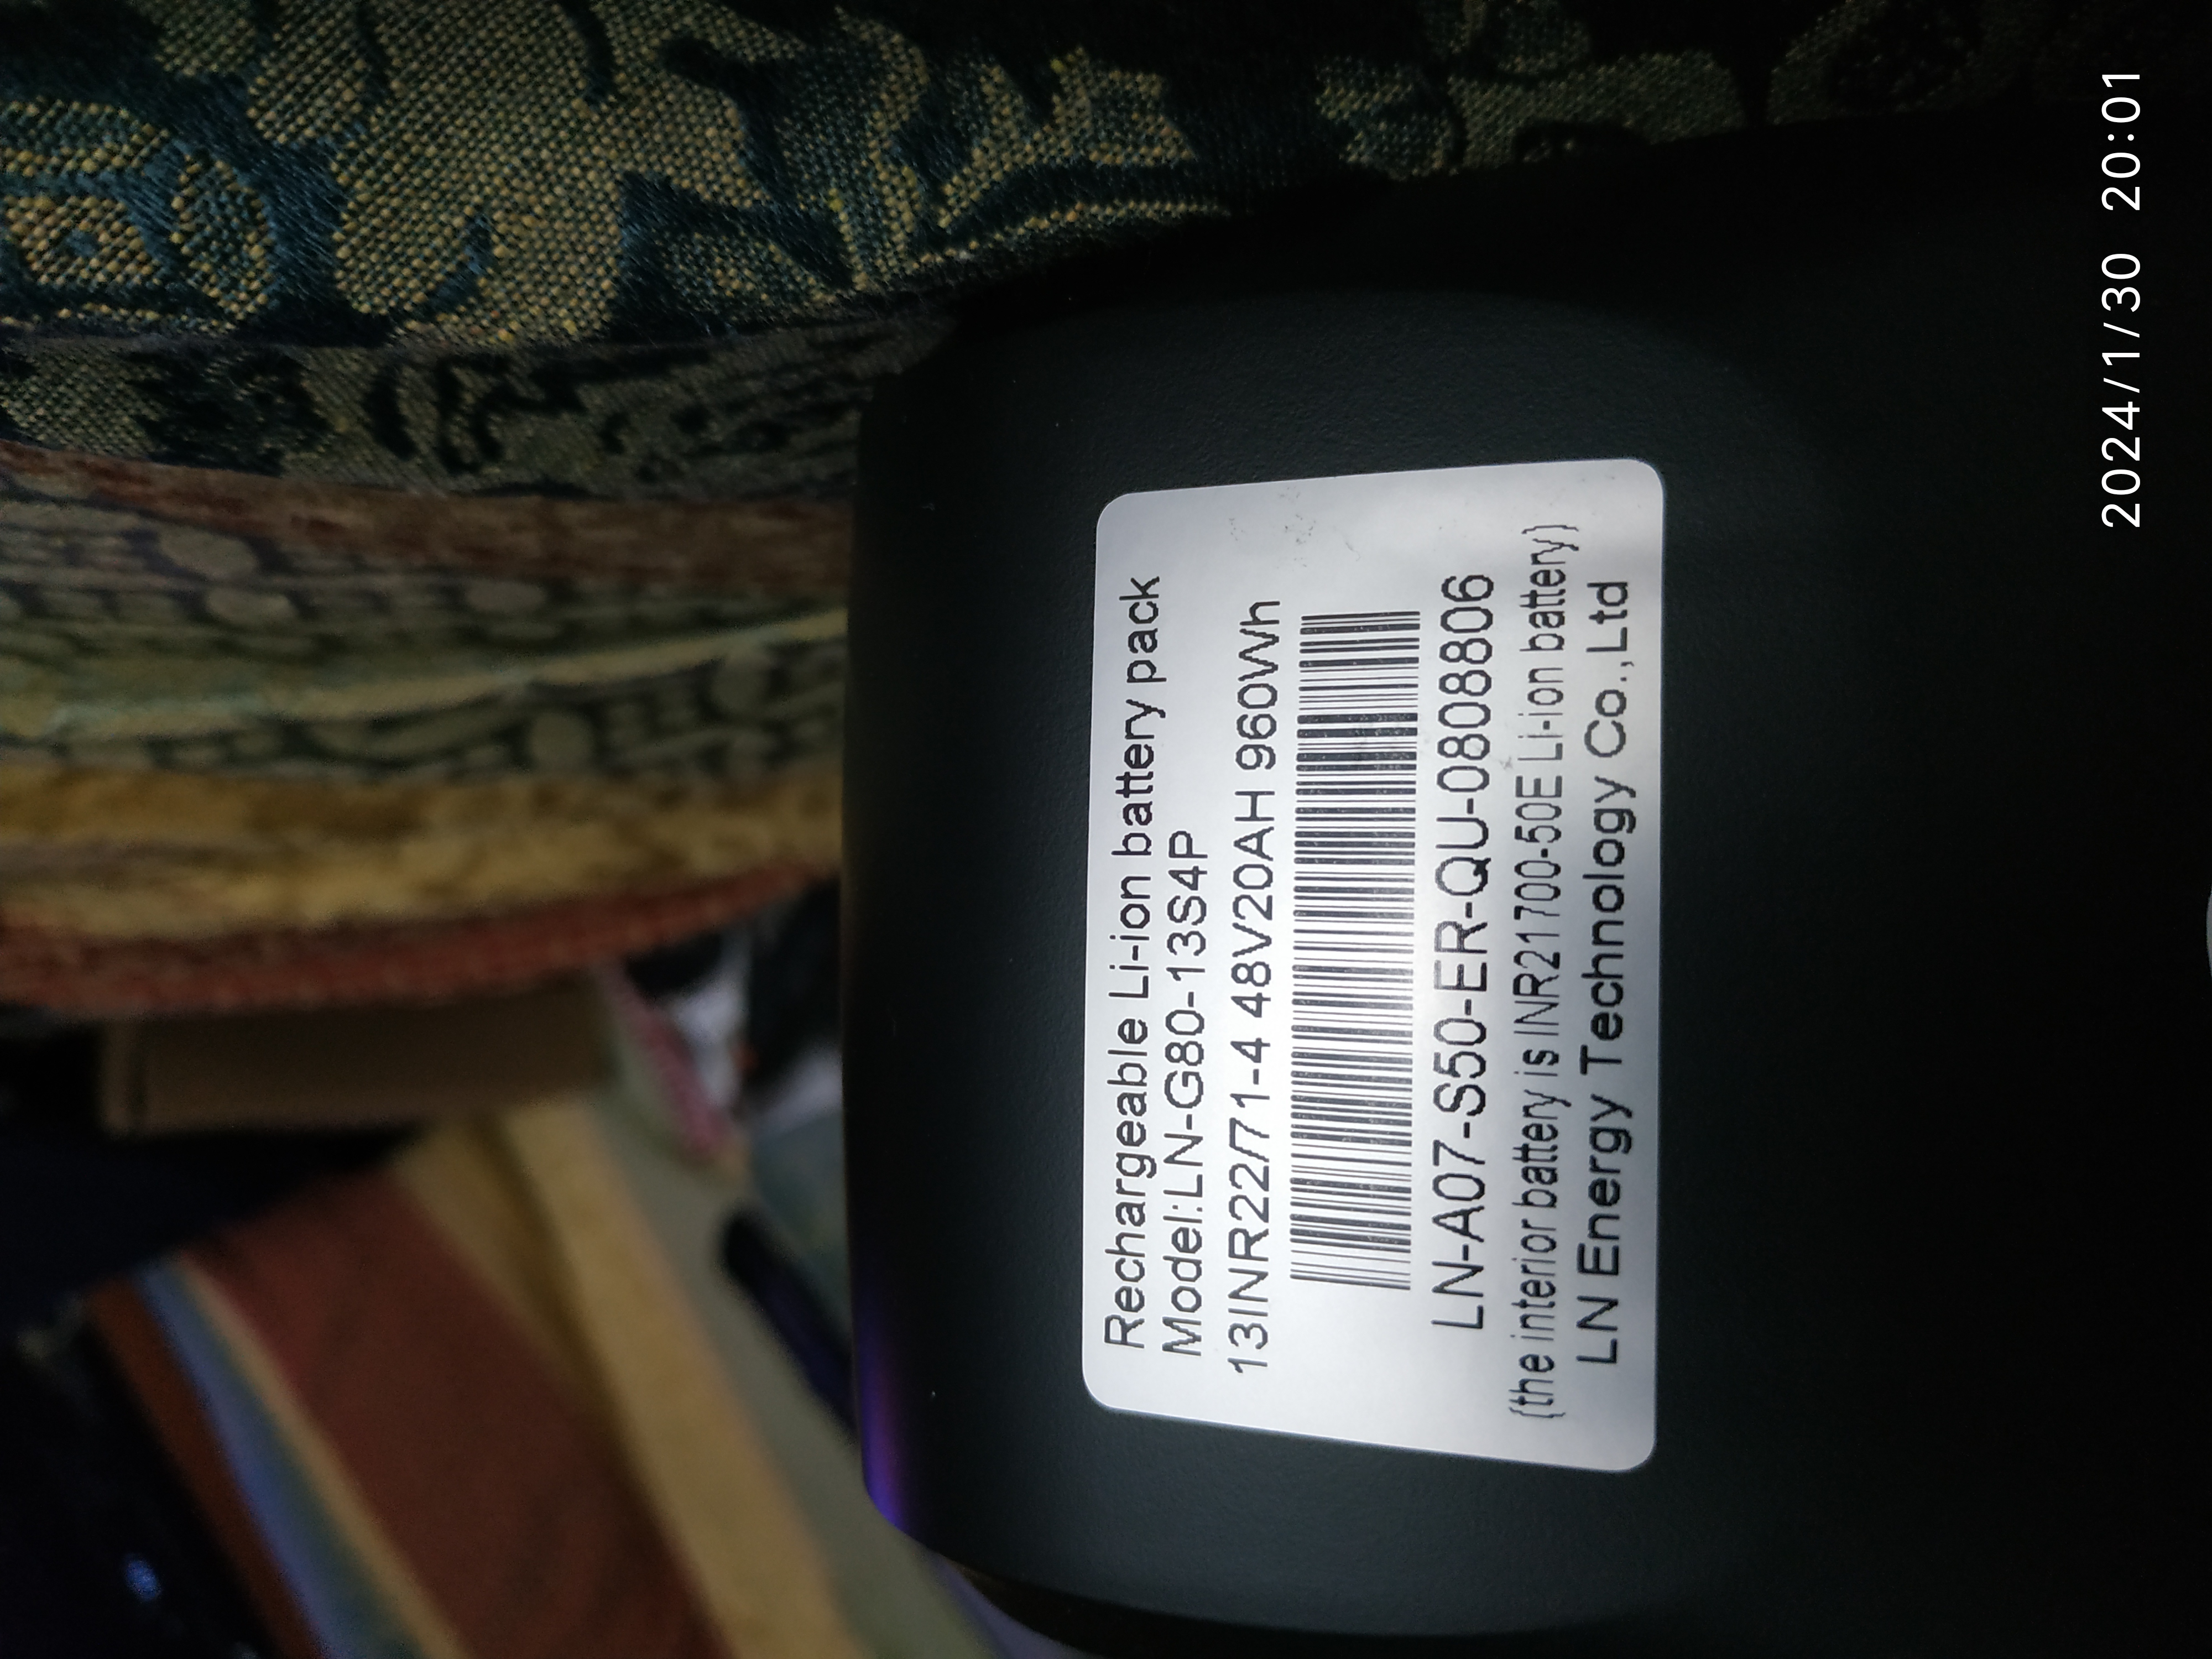 Rechargeable Li-ion battery pack
Model:LN-G80-13S4P
13INR22/71-4 48V20AH 960Wh
LN-A07-S50-ER-QU-0808806
(the interior battery is INR21700-50E Li-ion battery)
LN Energy Technology Co.,Ltd
2024/1/30 20:01